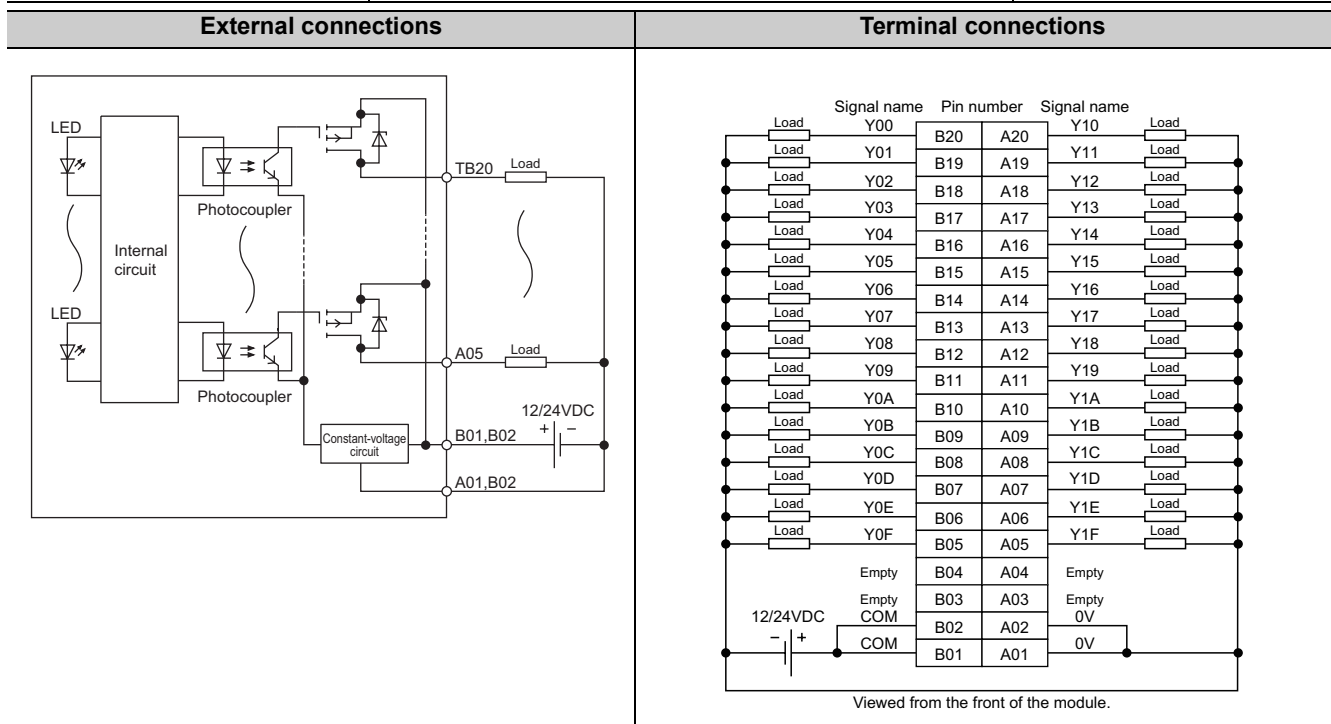 External connections
Terminal connections
LED
Photocoupler
Internal
circuit
LED
Photocoupler
TB20
Load
A05
Load
12/24VDC
+ −
Constant-voltage
circuit
B01,B02
A01,B02
Signal name Pin number Signal name
Load Y00 B20 A20 Y10 Load
Load Y01 B19 A19 Y11 Load
Load Y02 B18 A18 Y12 Load
Load Y03 B17 A17 Y13 Load
Load Y04 B16 A16 Y14 Load
Load Y05 B15 A15 Y15 Load
Load Y06 B14 A14 Y16 Load
Load Y07 B13 A13 Y17 Load
Load Y08 B12 A12 Y18 Load
Load Y09 B11 A11 Y19 Load
Load Y0A B10 A10 Y1A Load
Load Y0B B09 A09 Y1B Load
Load Y0C B08 A08 Y1C Load
Load Y0D B07 A07 Y1D Load
Load Y0E B06 A06 Y1E Load
Load Y0F B05 A05 Y1F Load
Empty B04 A04 Empty
Empty B03 A03 Empty
12/24VDC COM B02 A02 0V
− + COM B01 A01 0V
Viewed from the front of the module.